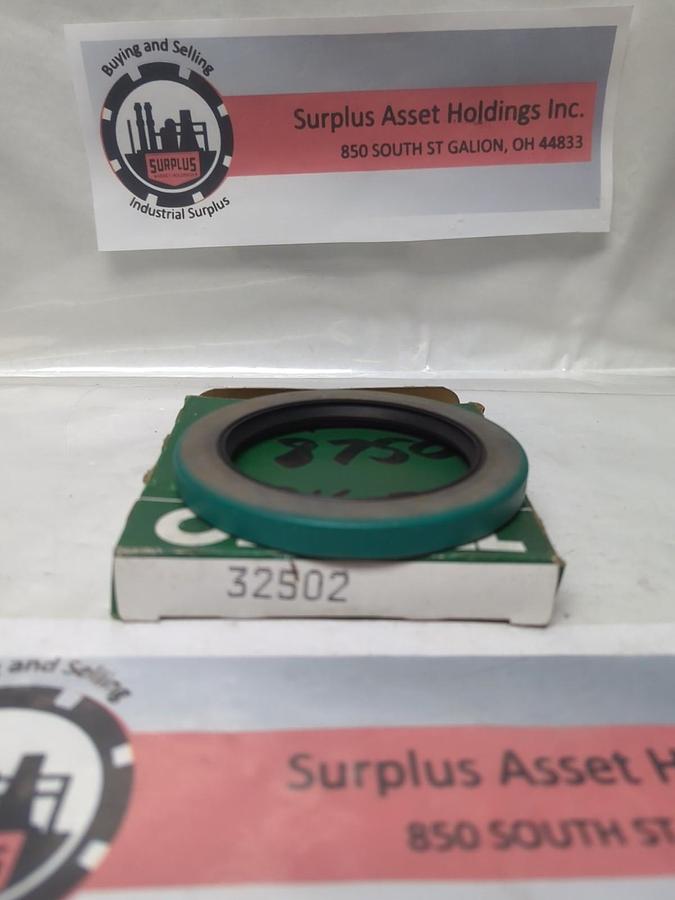 Buying and Selling
SURPLUS
Industrial Surplus
Surplus Asset Holdings Inc.
850 SOUTH ST GALION, OH 44833
8750
32502
and Selling
Surplus Asset
850 SOUTH ST